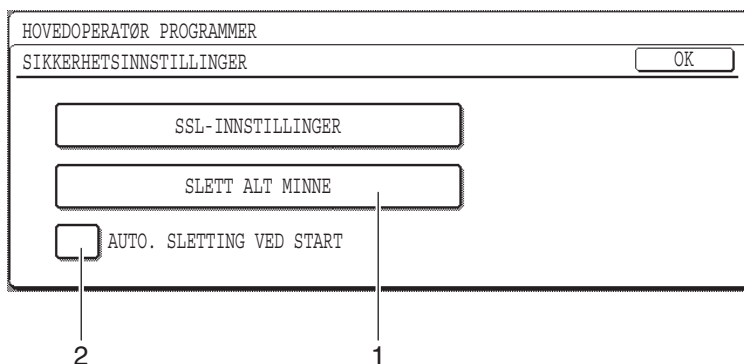 HOVEDOPERATØR PROGRAMMER
SIKKERHETSINNSTILLINGER OK
SSL-INNSTILLINGER
SLETT ALT MINNE
AUTO. SLETTING VED START
2 1